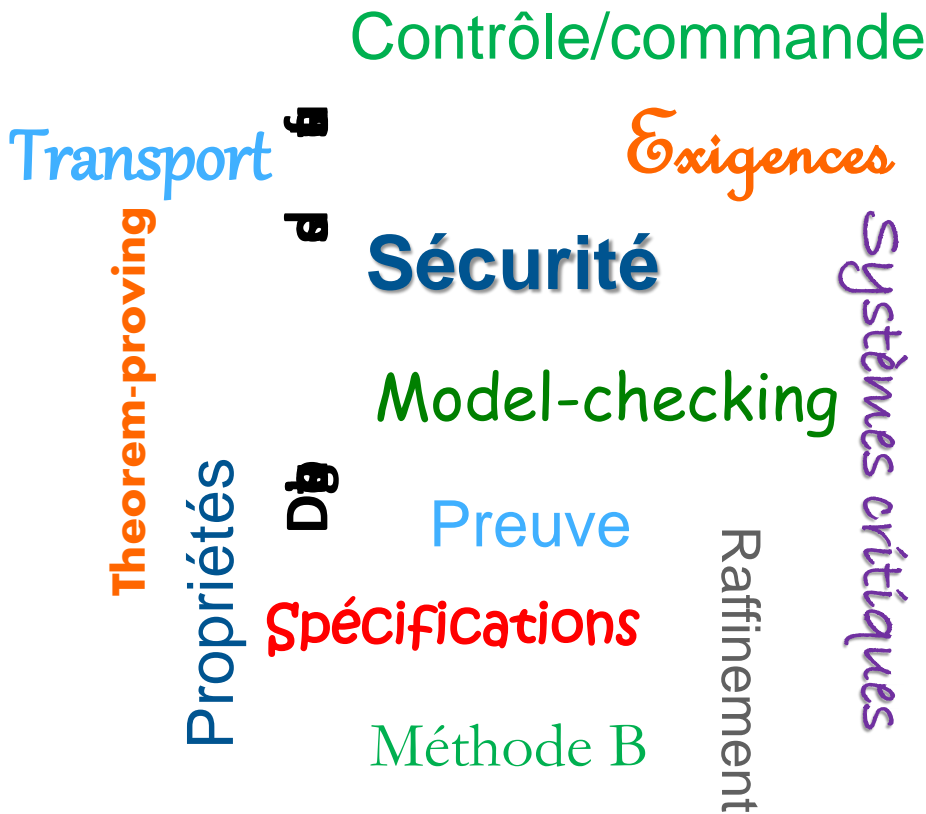 Contrôle/commande
Transport
Exigences
Theorem-proving
Sécurité
Systèmes critiques
Model-checking
Propriétés
Preuve
Raffinement
Spécifications
Méthode B